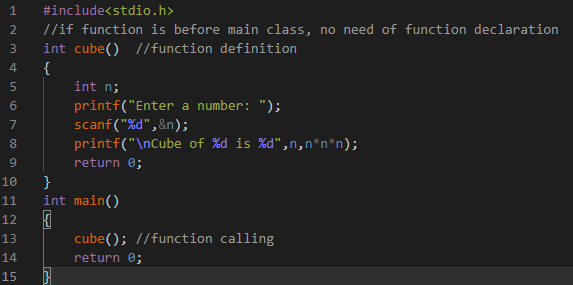 1 #include<stdio.h>
2 //if function is before main class, no need of function declaration
3 int cube()  //function definition
4 {
5     int n;
6     printf("Enter a number: ");
7     scanf("%d",&n);
8     printf("\nCube of %d is %d",n,n*n*n);
9     return 0;
10 }
11 int main()
12 {
13     cube(); //function calling
14     return 0;
15 }